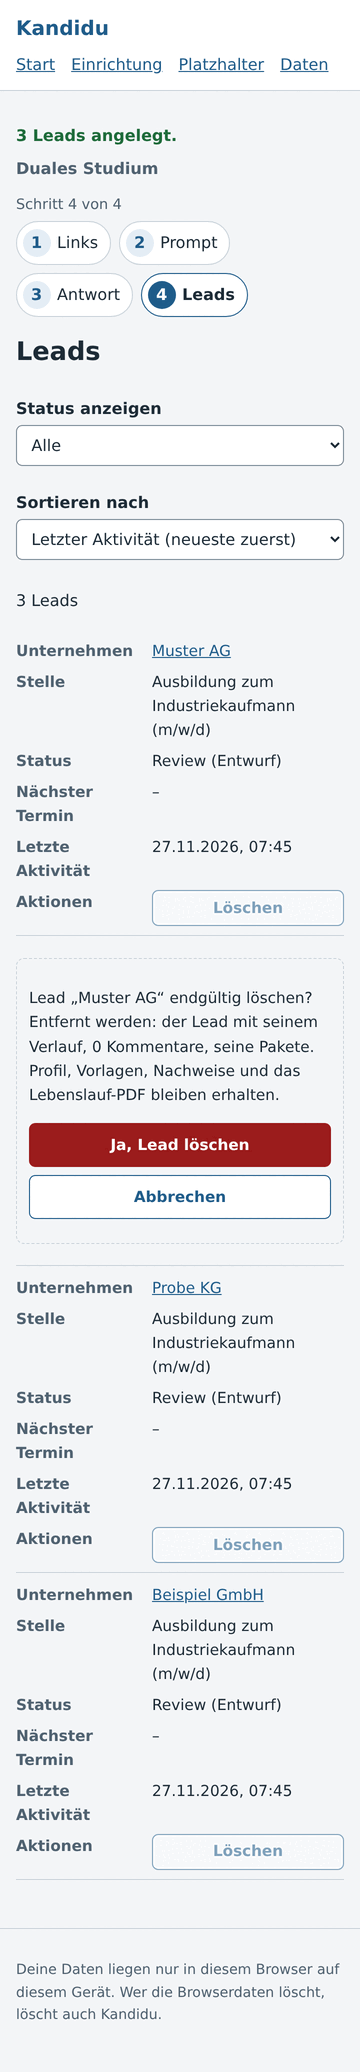 Kandidu
Start Einrichtung Platzhalter Daten
3 Leads angelegt.
Duales Studium
Schritt 4 von 4
1 Links 2 Prompt
3 Antwort 4 Leads
Leads
Status anzeigen
Alle
Sortieren nach
Letzter Aktivität (neueste zuerst)
3 Leads
Unternehmen Muster AG
Stelle Ausbildung zum
Industriekaufmann
(m/w/d)
Status Review (Entwurf)
Nächster –
Termin
Letzte 27.11.2026, 07:45
Aktivität
Aktionen Löschen
Lead „Muster AG“ endgültig löschen?
Entfernt werden: der Lead mit seinem
Verlauf, 0 Kommentare, seine Pakete.
Profil, Vorlagen, Nachweise und das
Lebenslauf-PDF bleiben erhalten.
Ja, Lead löschen
Abbrechen
Unternehmen Probe KG
Stelle Ausbildung zum
Industriekaufmann
(m/w/d)
Status Review (Entwurf)
Nächster –
Termin
Letzte 27.11.2026, 07:45
Aktivität
Aktionen Löschen
Unternehmen Beispiel GmbH
Stelle Ausbildung zum
Industriekaufmann
(m/w/d)
Status Review (Entwurf)
Nächster –
Termin
Letzte 27.11.2026, 07:45
Aktivität
Aktionen Löschen
Deine Daten liegen nur in diesem Browser auf
diesem Gerät. Wer die Browserdaten löscht,
löscht auch Kandidu.